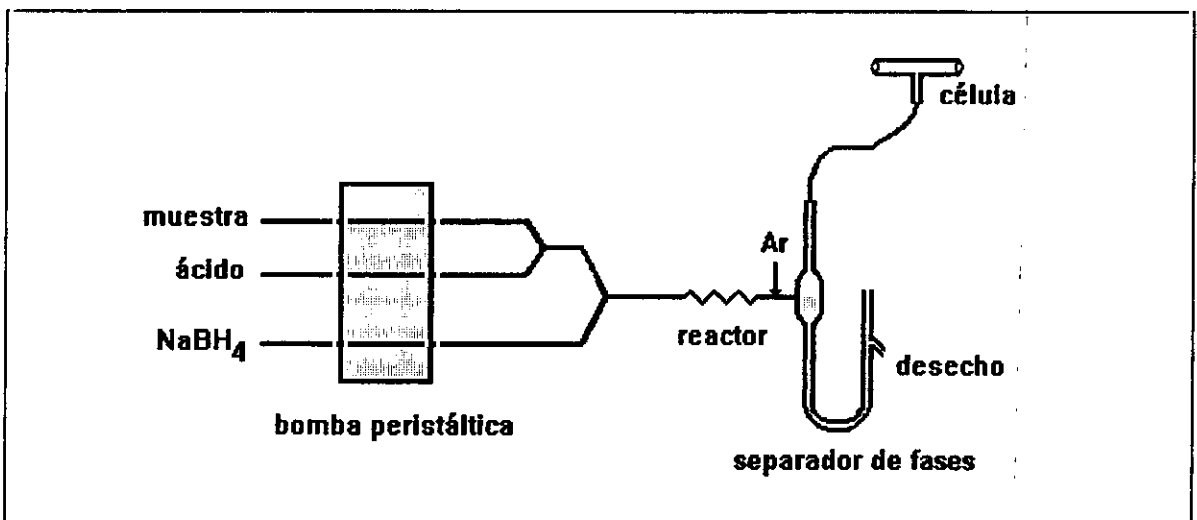 célula
muestra
Ar
ácido
reactor
NaBH4
desecho
bomba peristáltica
separador de fases